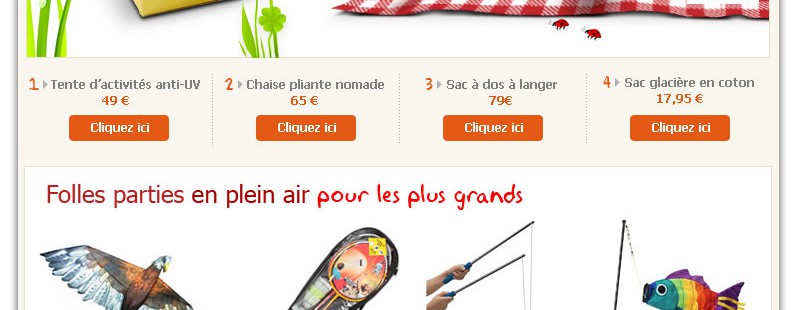 1 Tente d'activités anti-UV
49 €
Cliquez ici
2 Chaise pliante nomade
65 €
Cliquez ici
3 Sac à dos à langer
79€
Cliquez ici
4 Sac glacière en coton
17,95 €
Cliquez ici
Folles parties en plein air pour les plus grands